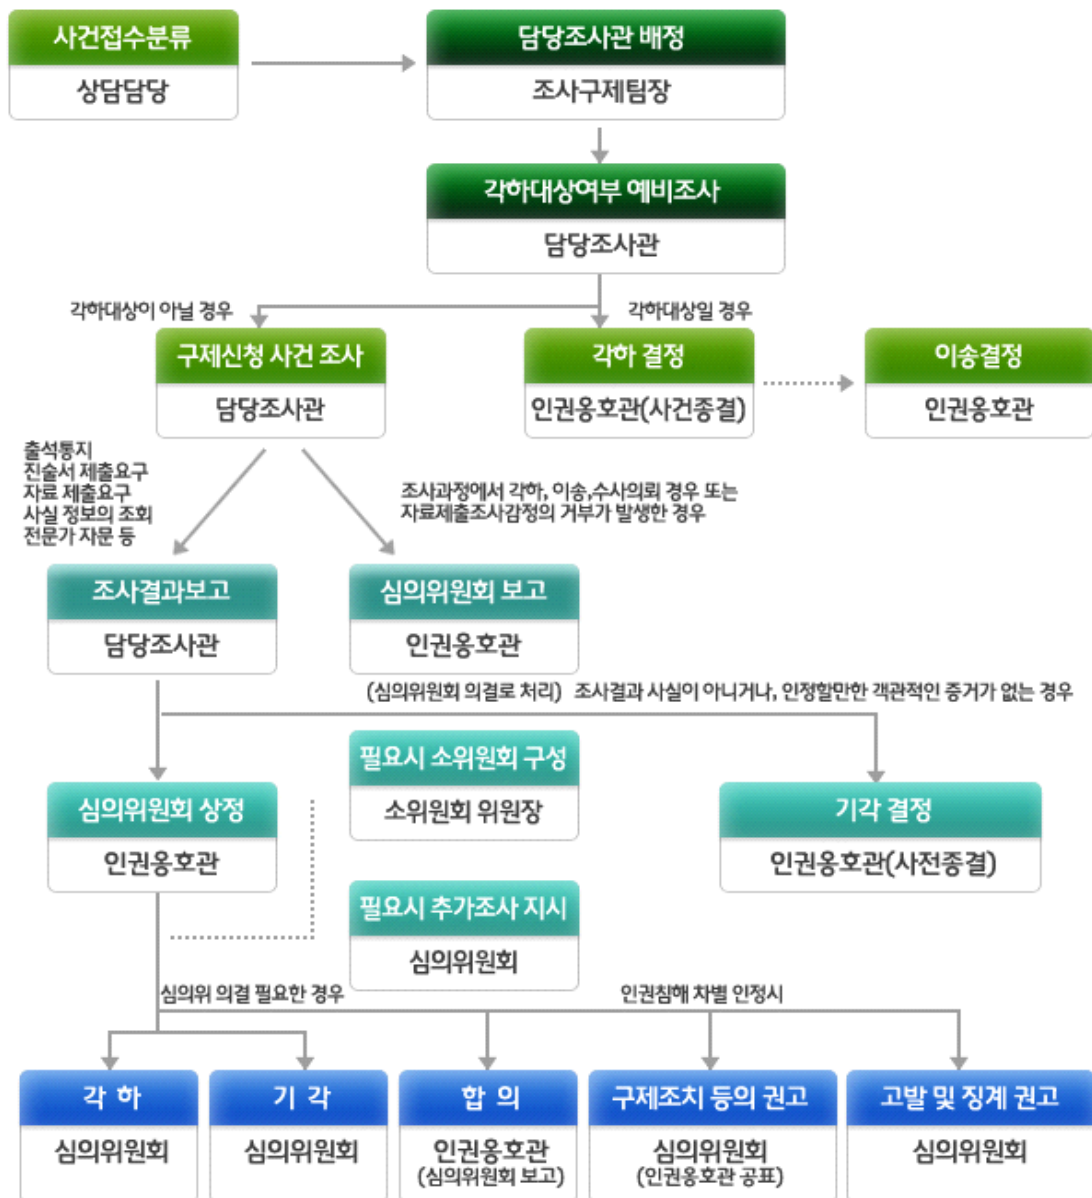 사건접수분류
상담담당
담당조사관 배정
조사구제팀장
각하대상여부 예비조사
담당조사관
각하대상이 아닐 경우
각하대상일 경우
구제신청 사건 조사
담당조사관
각하 결정
인권옹호관(사건종결)
이송결정
인권옹호관
출석통지
진술서 제출요구
자료 제출요구
사실 정보의 조회
전문가 자문 등
조사과정에서 각하, 이송,수사의뢰 경우 또는
자료제출조사감정의 거부가 발생한 경우
조사결과보고
담당조사관
심의위원회 보고
인권옹호관
(심의위원회 의결로 처리) 조사결과 사실이 아니거나, 인정할만한 객관적인 증거가 없는 경우
필요시 소위원회 구성
소위원회 위원장
심의위원회 상정
인권옹호관
기각 결정
인권옹호관(사전종결)
필요시 추가조사 지시
심의위원회
심의위 의결 필요한 경우
인권침해 차별 인정시
각 하
심의위원회
기 각
심의위원회
합 의
인권옹호관
(심의위원회 보고)
구제조치 등의 권고
심의위원회
(인권옹호관 공표)
고발 및 징계 권고
심의위원회